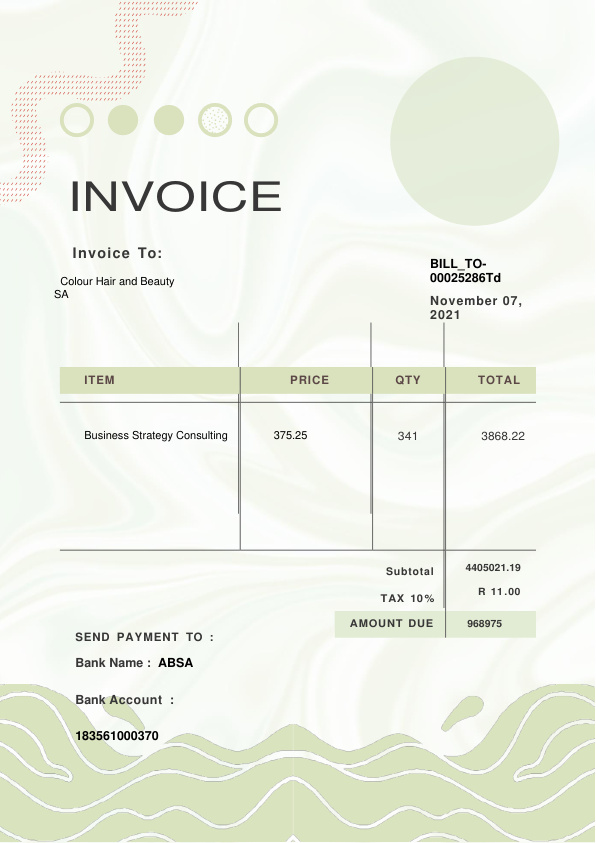 INVOICE
Invoice To:
Colour Hair and Beauty
SA
BILL_TO-
00025286Td
November 07,
2021
ITEM PRICE QTY TOTAL
Business Strategy Consulting 375.25 341 3868.22
Subtotal 4405021.19
TAX 10% R 11.00
AMOUNT DUE 968975
SEND PAYMENT TO :
Bank Name : ABSA
Bank Account :
183561000370